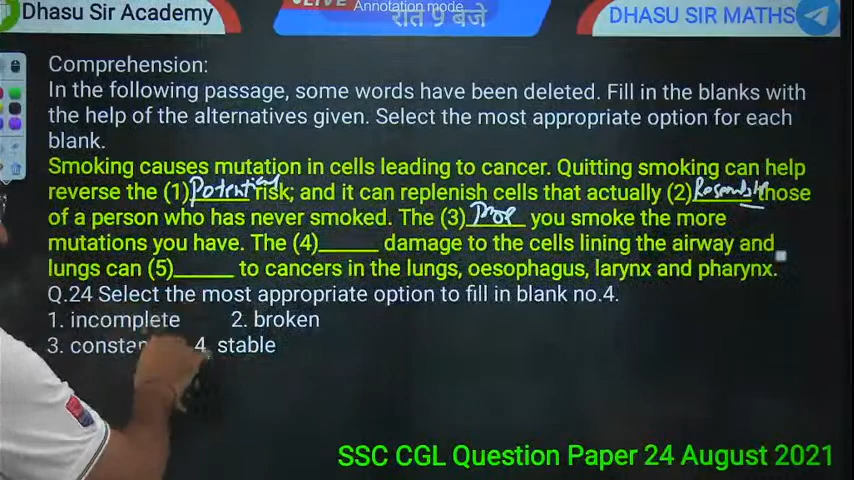 Dhasu Sir Academy
LIVE Annotation mode
रात 9 बजे
DHASU SIR MATHS
Comprehension:
In the following passage, some words have been deleted. Fill in the blanks with
the help of the alternatives given. Select the most appropriate option for each
blank.
Smoking causes mutation in cells leading to cancer. Quitting smoking can help
reverse the (1) Potential risk; and it can replenish cells that actually (2) those
of a person who has never smoked. The (3) you smoke the more
mutations you have. The (4)______ damage to the cells lining the airway and
lungs can (5)______ to cancers in the lungs, oesophagus, larynx and pharynx.
Q.24 Select the most appropriate option to fill in blank no.4.
1. incomplete 2. broken
3. 4. stable
SSC CGL Question Paper 24 August 2021